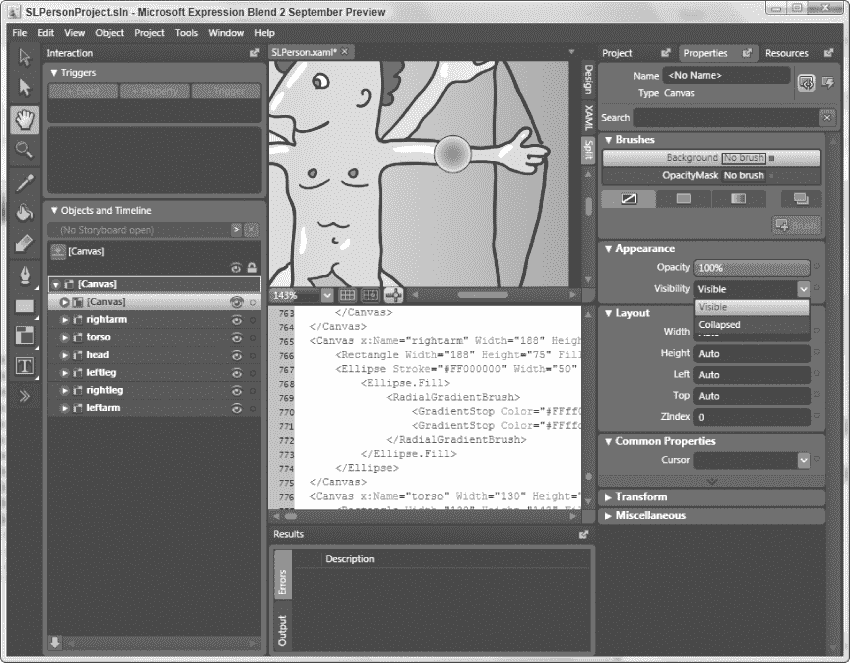 SLPersonProject.sln - Microsoft Expression Blend 2 September Preview
File Edit View Object Project Tools Window Help
Interaction
Triggers
+ Event + Property Trigger
Objects and Timeline
(No Storyboard open)
[Canvas]
[Canvas]
[Canvas]
rightarm
torso
head
leftleg
rightleg
leftarm
SLPerson.xaml*
Design
XAML
Split
143%
763 </Canvas>
764 </Canvas>
765 <Canvas x:Name="rightarm" Width="188" Heigh
766 <Rectangle Width="188" Height="75" Fill
767 <Ellipse Stroke="#FF000000" Width="50"
768 <Ellipse.Fill>
769 <RadialGradientBrush>
770 <GradientStop Color="#FFff0
771 <GradientStop Color="#FFff0
772 </RadialGradientBrush>
773 </Ellipse.Fill>
774 </Ellipse>
775 </Canvas>
776 <Canvas x:Name="torso" Width="130" Height="
Results
Errors
Output
Description
Project Properties Resources
Name <No Name>
Type Canvas
Search
Brushes
Background No brush
OpacityMask No brush
Brush
Appearance
Opacity 100%
Visibility Visible
Visible
Collapsed
Layout
Width
Height Auto
Left Auto
Top Auto
ZIndex 0
Common Properties
Cursor
Transform
Miscellaneous